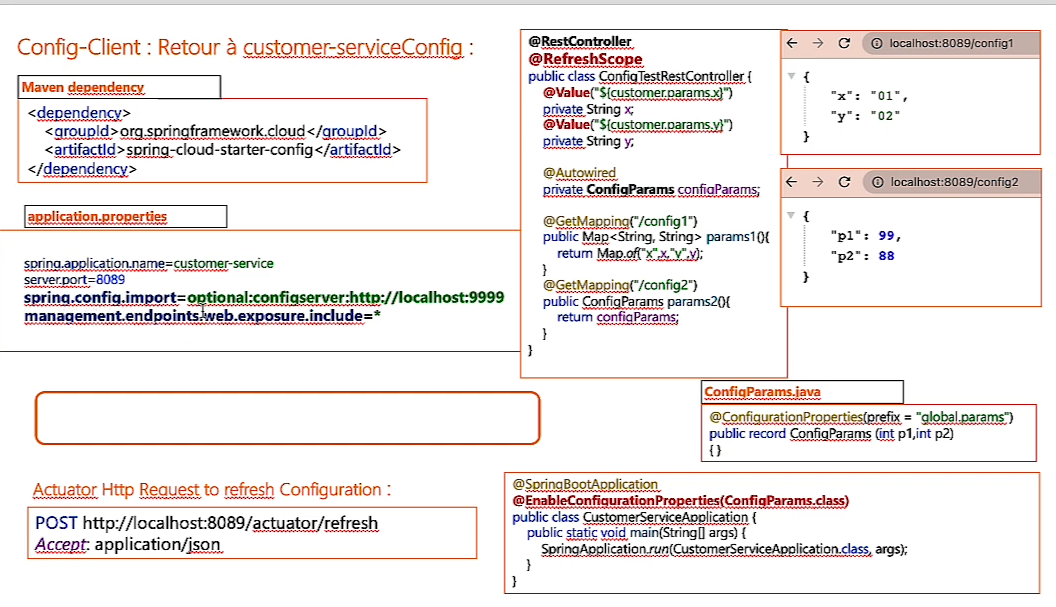 Config-Client : Retour à customer-serviceConfig :
Maven dependency
<dependency>
<groupId>org.springframework.cloud</groupId>
<artifactId>spring-cloud-starter-config</artifactId>
</dependency>
application.properties
spring.application.name=customer-service
server.port=8089
spring.config.import=optional:configserver:http://localhost:9999
management.endpoints.web.exposure.include=*
Actuator Http Request to refresh Configuration :
POST http://localhost:8089/actuator/refresh
Accept: application/json
@RestController
@RefreshScope
public class ConfigTestRestController {
@Value("${customer.params.x}")
private String x;
@Value("${customer.params.y}")
private String y;
@Autowired
private ConfigParams configParams;
@GetMapping("/config1")
public Map<String, String> params1(){
return Map.of("x",x,"y",y);
}
@GetMapping("/config2")
public ConfigParams params2(){
return configParams;
}
}
localhost:8089/config1
{
"x": "01",
"y": "02"
}
localhost:8089/config2
{
"p1": 99,
"p2": 88
}
ConfigParams.java
@ConfigurationProperties(prefix = "global.params")
public record ConfigParams (int p1,int p2)
{ }
@SpringBootApplication
@EnableConfigurationProperties(ConfigParams.class)
public class CustomerServiceApplication {
public static void main(String[] args) {
SpringApplication.run(CustomerServiceApplication.class, args);
}
}